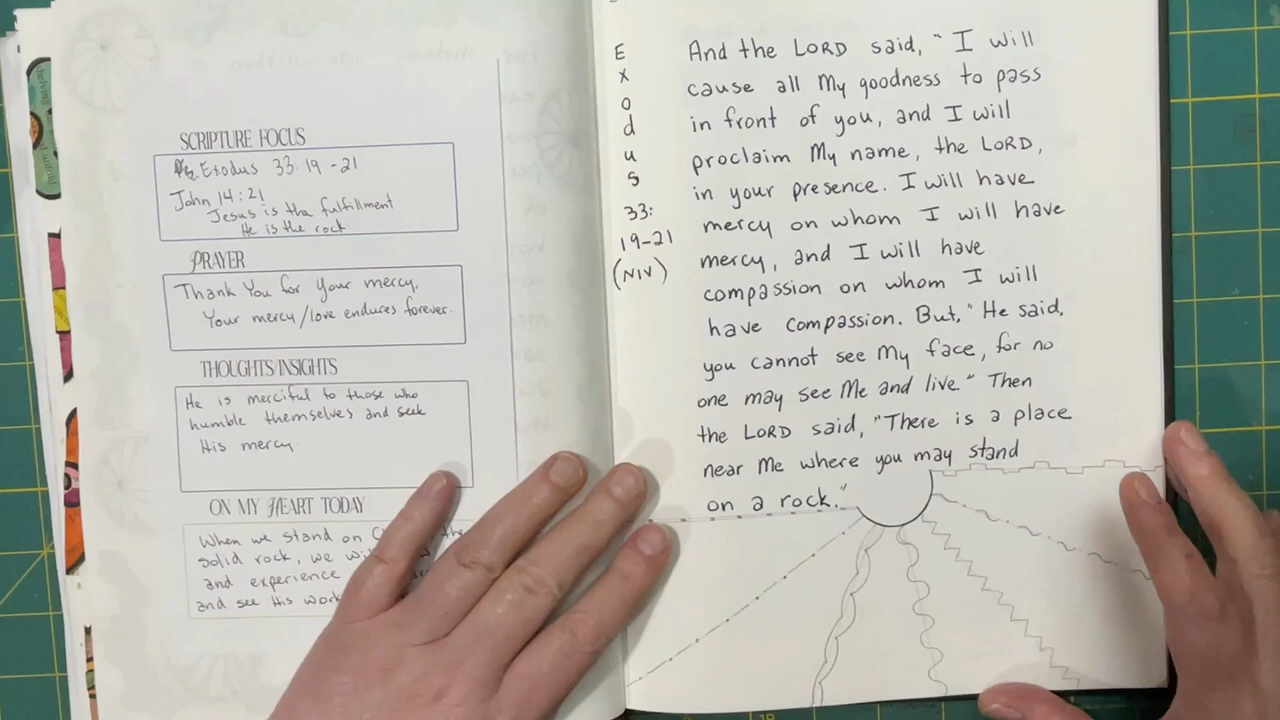 SCRIPTURE FOCUS
Exodus 33:19-21
John 14:21
Jesus is the fulfillment
He is the rock
PRAYER
Thank You for Your mercy.
Your mercy/love endures forever.
THOUGHTS/INSIGHTS
He is merciful to those who
humble themselves and seek
His mercy.
ON MY HEART TODAY
When we stand on the
solid rock, we
and experience
and see His
Exodus
33:
19-21
(NIV)
And the LORD said, "I will
cause all My goodness to pass
in front of you, and I will
proclaim My name, the LORD,
in your presence. I will have
mercy on whom I will have
mercy, and I will have
compassion on whom I will
have compassion. But," He said,
you cannot see My face, for no
one may see Me and live." Then
the LORD said, "There is a place
near Me where you may stand
on a rock."